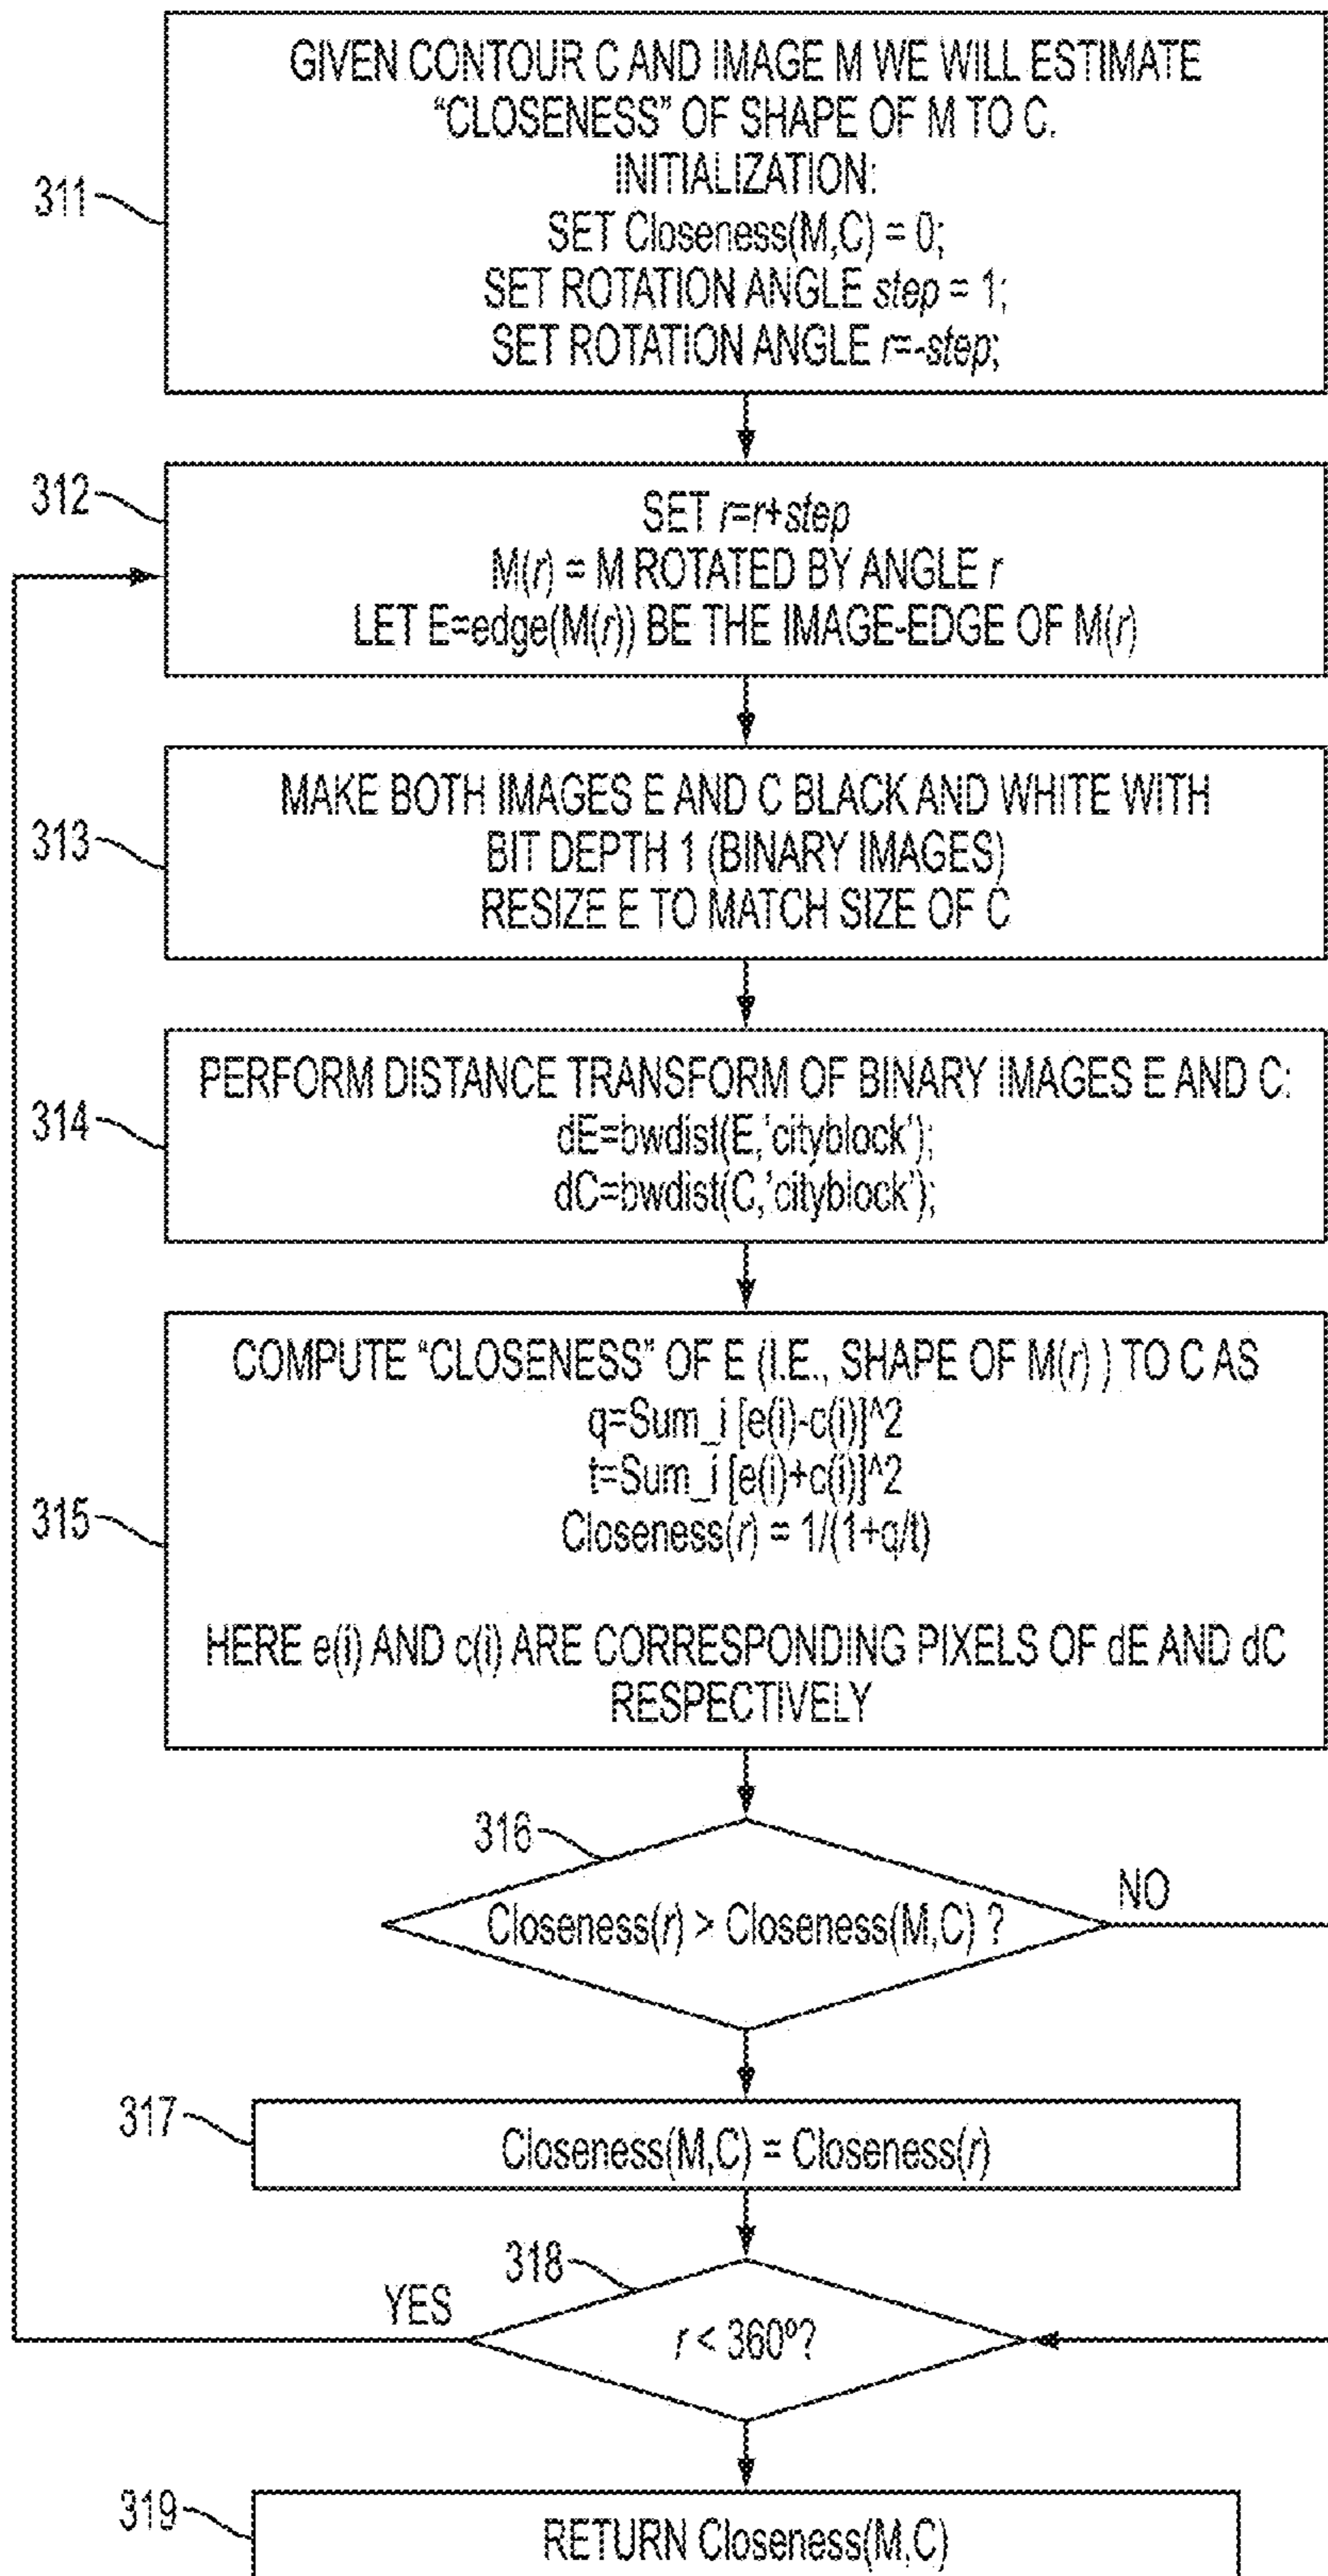 311
GIVEN CONTOUR C AND IMAGE M WE WILL ESTIMATE
“CLOSENESS” OF SHAPE OF M TO C.
INITIALIZATION:
SET Closeness(M,C) = 0;
SET ROTATION ANGLE step = 1;
SET ROTATION ANGLE r=-step;
312
SET r=r+step
M(r) = M ROTATED BY ANGLE r
LET E=edge(M(r)) BE THE IMAGE-EDGE OF M(r)
313
MAKE BOTH IMAGES E AND C BLACK AND WHITE WITH
BIT DEPTH 1 (BINARY IMAGES)
RESIZE E TO MATCH SIZE OF C
314
PERFORM DISTANCE TRANSFORM OF BINARY IMAGES E AND C:
dE=bwdist(E,'cityblock');
dC=bwdist(C,'cityblock');
315
COMPUTE “CLOSENESS” OF E (I.E., SHAPE OF M(r) ) TO C AS
q=Sum_i [e(i)-c(i)]^2
t=Sum_i [e(i)+c(i)]^2
Closeness(r) = 1/(1+q/t)
HERE e(i) AND c(i) ARE CORRESPONDING PIXELS OF dE AND dC
RESPECTIVELY
316
Closeness(r) > Closeness(M,C) ?
NO
317
Closeness(M,C) = Closeness(r)
318
YES
r < 360º?
319
RETURN Closeness(M,C)